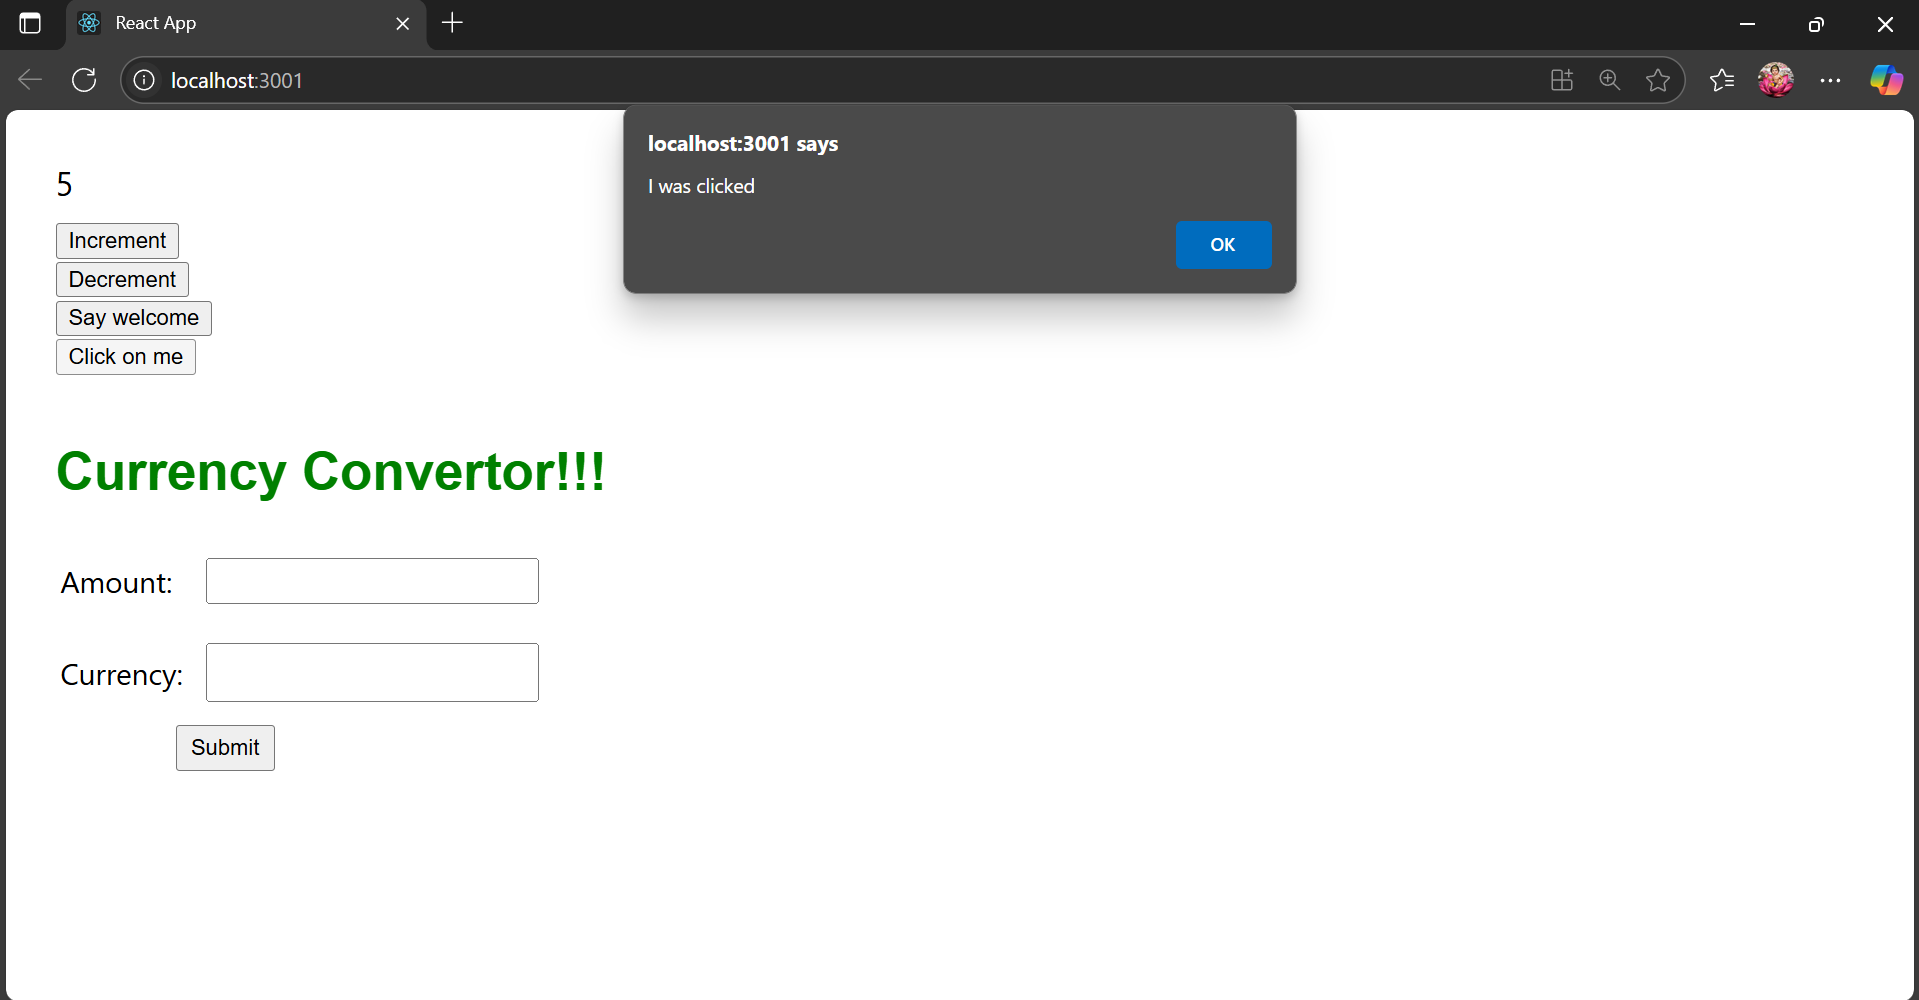 React App
localhost:3001
localhost:3001 says
I was clicked
OK
5
Increment
Decrement
Say welcome
Click on me
Currency Convertor!!!
Amount:
Currency:
Submit